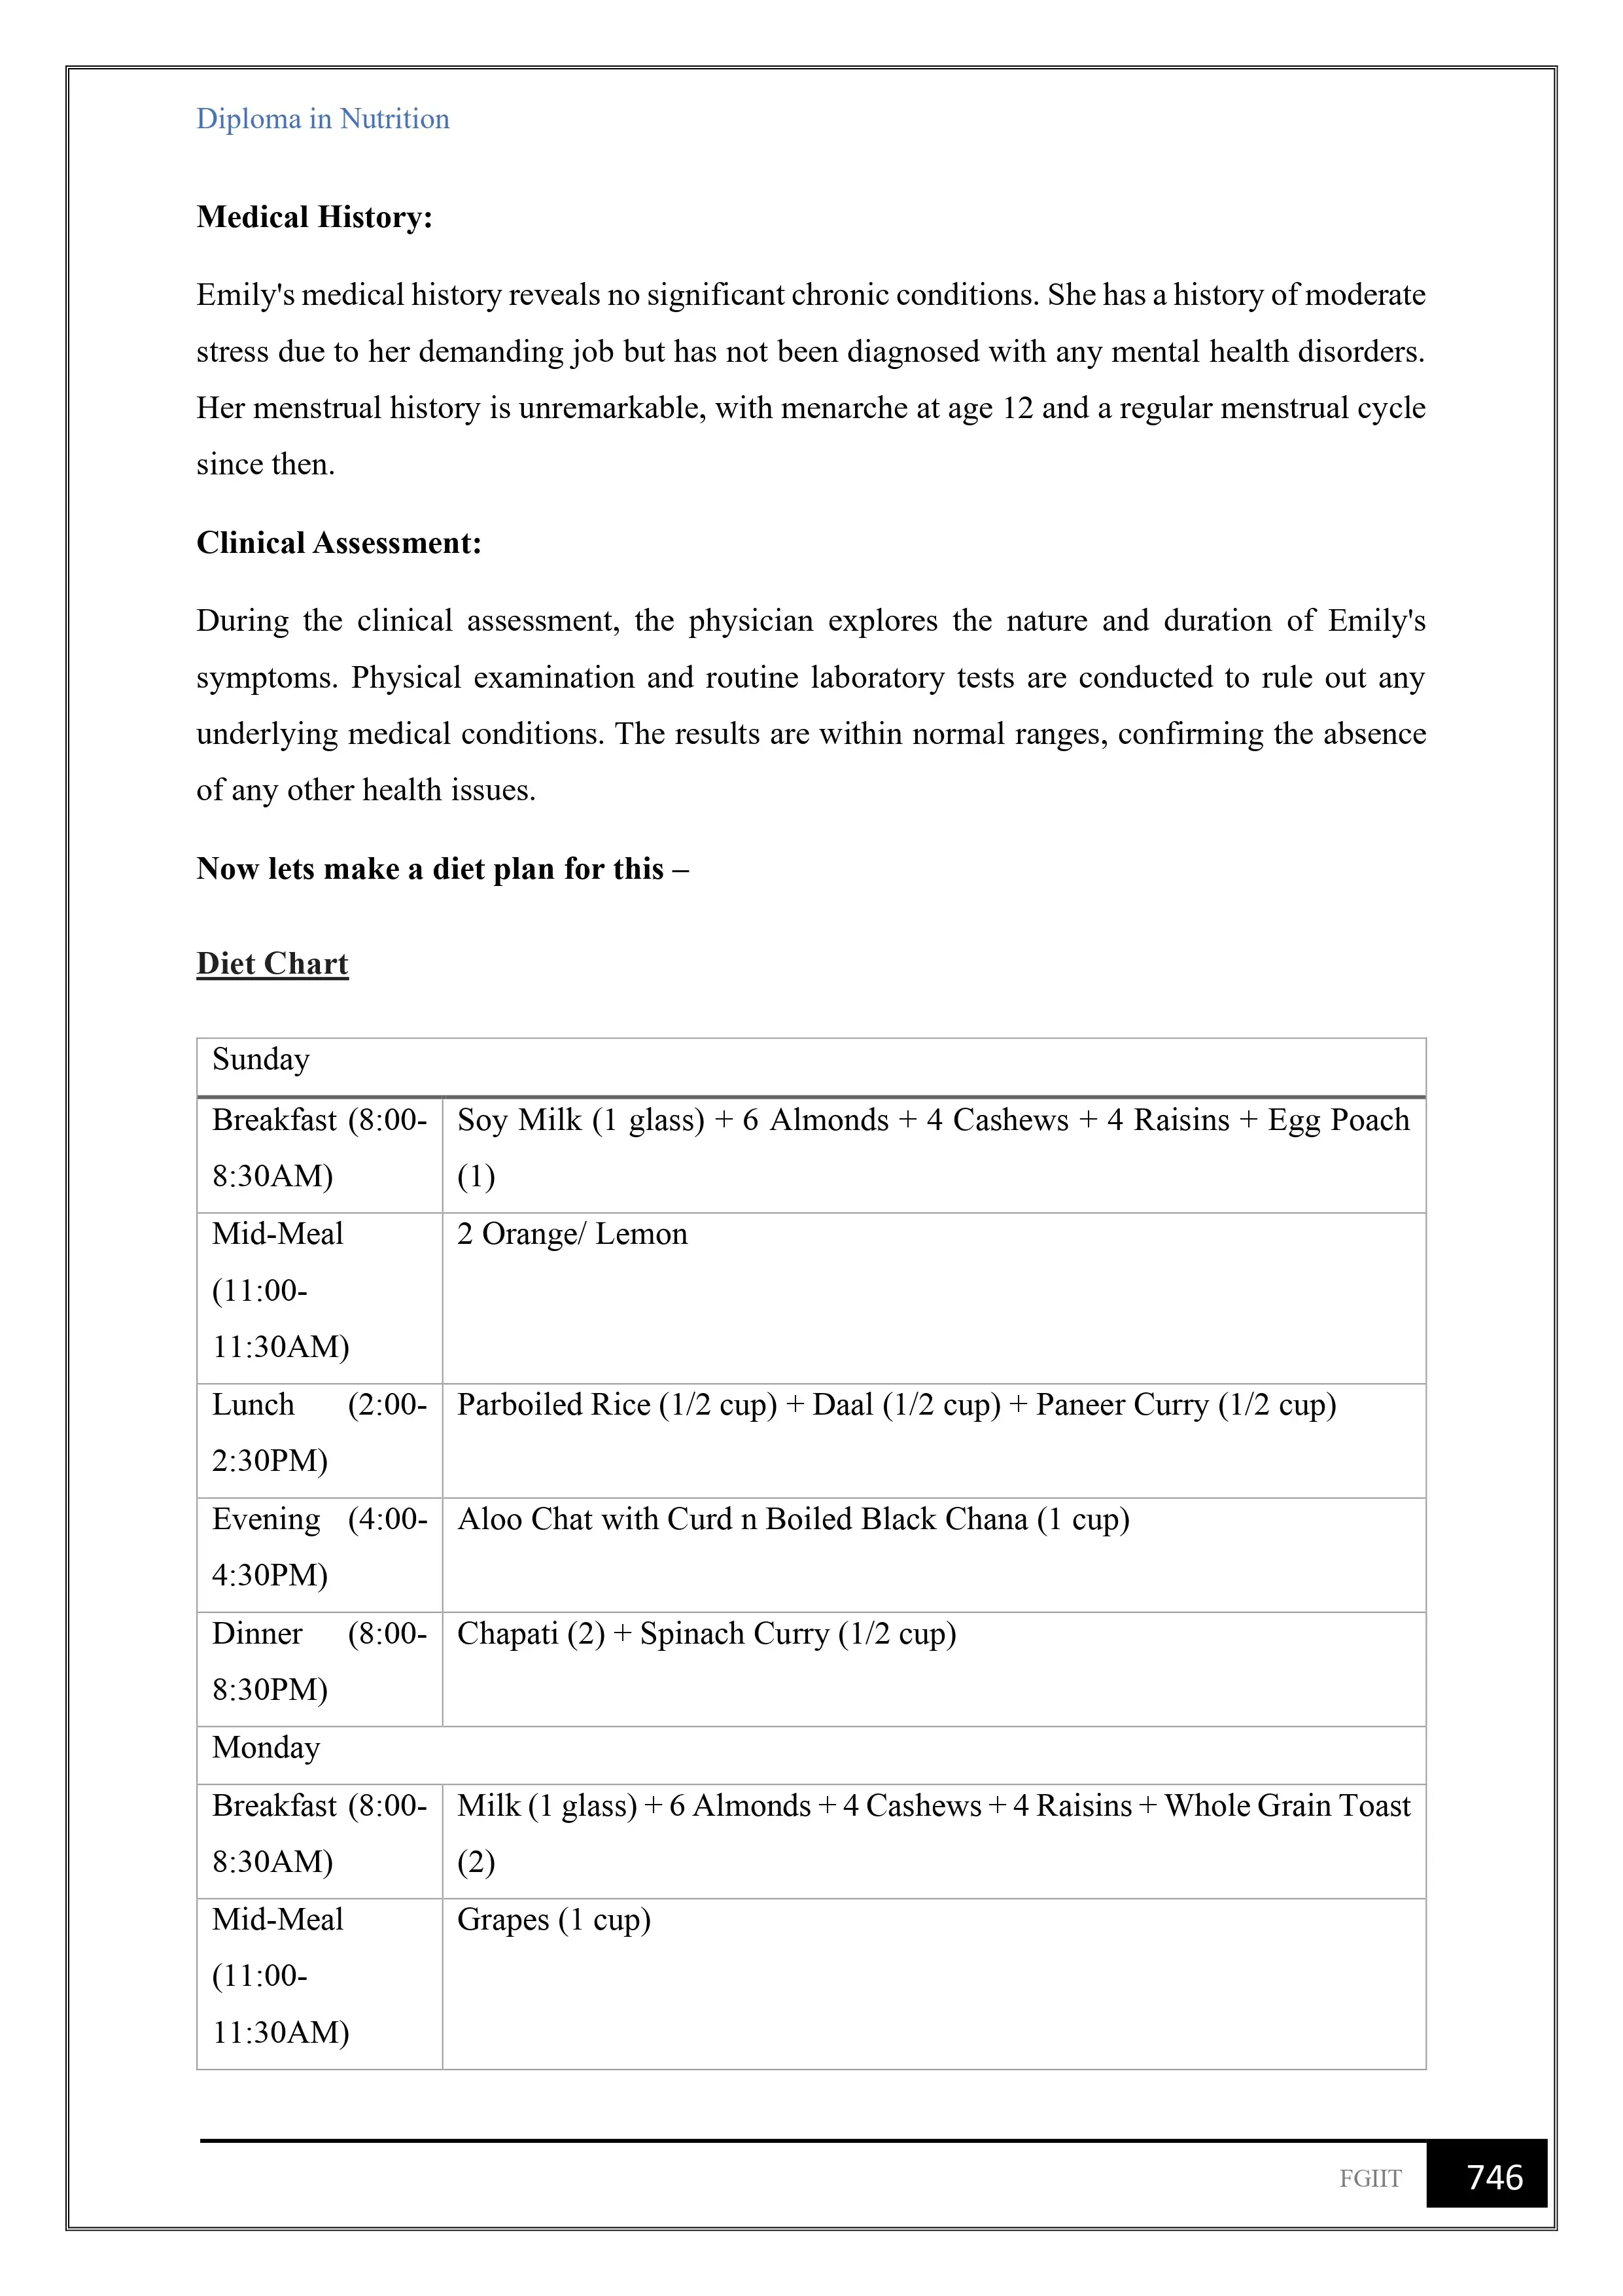 Diploma in Nutrition
Medical History:
Emily's medical history reveals no significant chronic conditions. She has a history of moderate
stress due to her demanding job but has not been diagnosed with any mental health disorders.
Her menstrual history is unremarkable, with menarche at age 12 and a regular menstrual cycle
since then.
Clinical Assessment:
During the clinical assessment, the physician explores the nature and duration of Emily's
symptoms. Physical examination and routine laboratory tests are conducted to rule out any
underlying medical conditions. The results are within normal ranges, confirming the absence
of any other health issues.
Now lets make a diet plan for this –
Diet Chart
Sunday
Breakfast (8:00-
8:30AM)
Soy Milk (1 glass) + 6 Almonds + 4 Cashews + 4 Raisins + Egg Poach
(1)
Mid-Meal
(11:00-
11:30AM)
2 Orange/ Lemon
Lunch (2:00-
2:30PM)
Parboiled Rice (1/2 cup) + Daal (1/2 cup) + Paneer Curry (1/2 cup)
Evening (4:00-
4:30PM)
Aloo Chat with Curd n Boiled Black Chana (1 cup)
Dinner (8:00-
8:30PM)
Chapati (2) + Spinach Curry (1/2 cup)
Monday
Breakfast (8:00-
8:30AM)
Milk (1 glass) + 6 Almonds + 4 Cashews + 4 Raisins + Whole Grain Toast
(2)
Mid-Meal
(11:00-
11:30AM)
Grapes (1 cup)
FGIIT
746